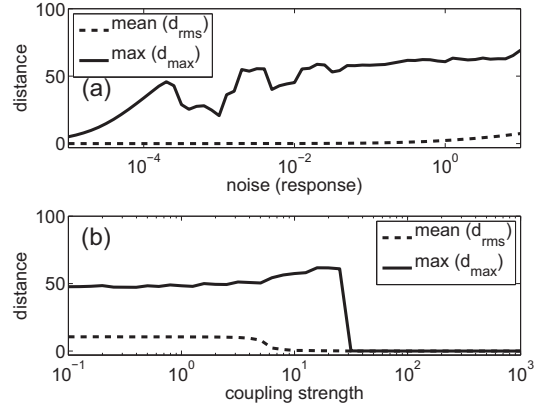 100
mean (d_rms)
max (d_max)
50
(a)
0
distance
10^-4
10^-2
10^0
noise (response)
100
(b)
mean (d_rms)
max (d_max)
50
0
distance
10^-1
10^0
10^1
10^2
10^3
coupling strength